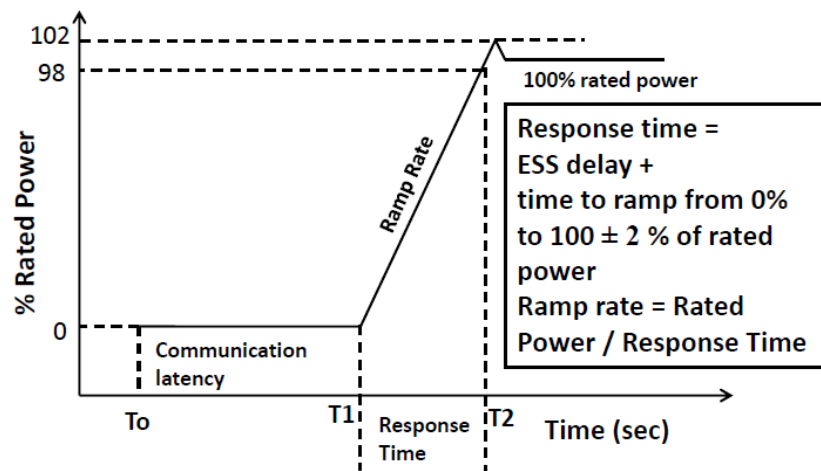 102
98
100% rated power
% Rated Power
Ramp Rate
Response time =
ESS delay +
time to ramp from 0%
to 100 ± 2 % of rated
power
Ramp rate = Rated
Power / Response Time
0
Communication
latency
To
T1
T2
Response
Time
Time (sec)